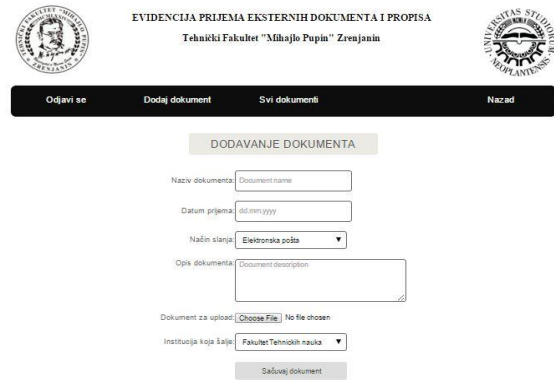 EVIDENCIJA PRIJEMA EKSTERNIH DOKUMENTA I PROPISA
Tehnički Fakultet "Mihajlo Pupin" Zrenjanin
Odjavi se Dodaj dokument Svi dokumenti Nazad
DODAVANJE DOKUMENTA
Naziv dokumenta: Document name
Datum prijema: dd.mm.yyyy
Način slanja: Elektronska pošta
Opis dokumenta: Document description
Dokument za upload: Choose File No file chosen
Institucija koja šalje: Fakultet Tehnickih nauka
Sačuvaj dokument